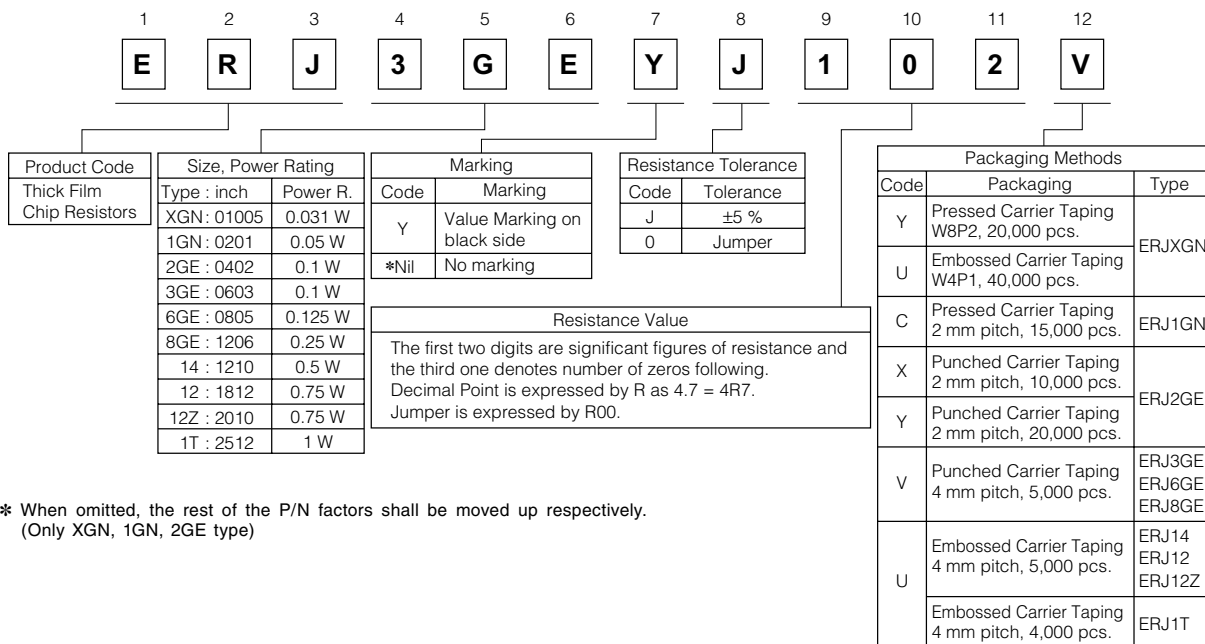 1 2 3 4 5 6 7 8 9 10 11 12
E R J 3 G E Y J 1 0 2 V
Product Code
Thick Film
Chip Resistors
Size, Power Rating
Type : inch Power R.
XGN : 01005 0.031 W
1GN : 0201 0.05 W
2GE : 0402 0.1 W
3GE : 0603 0.1 W
6GE : 0805 0.125 W
8GE : 1206 0.25 W
14 : 1210 0.5 W
12 : 1812 0.75 W
12Z : 2010 0.75 W
1T : 2512 1 W
Marking
Code Marking
Y Value Marking on
black side
✽Nil No marking
Resistance Tolerance
Code Tolerance
J ±5 %
0 Jumper
Resistance Value
The first two digits are significant figures of resistance and
the third one denotes number of zeros following.
Decimal Point is expressed by R as 4.7 = 4R7.
Jumper is expressed by R00.
Packaging Methods
Code Packaging Type
Y Pressed Carrier Taping
W8P2, 20,000 pcs.
ERJXGN
U Embossed Carrier Taping
W4P1, 40,000 pcs.
C Pressed Carrier Taping
2 mm pitch, 15,000 pcs. ERJ1GN
X Punched Carrier Taping
2 mm pitch, 10,000 pcs.
ERJ2GE
Y Punched Carrier Taping
2 mm pitch, 20,000 pcs.
V Punched Carrier Taping
4 mm pitch, 5,000 pcs.
ERJ3GE
ERJ6GE
ERJ8GE
U Embossed Carrier Taping
4 mm pitch, 5,000 pcs.
ERJ14
ERJ12
ERJ12Z
Embossed Carrier Taping
4 mm pitch, 4,000 pcs. ERJ1T
✽ When omitted, the rest of the P/N factors shall be moved up respectively.
(Only XGN, 1GN, 2GE type)